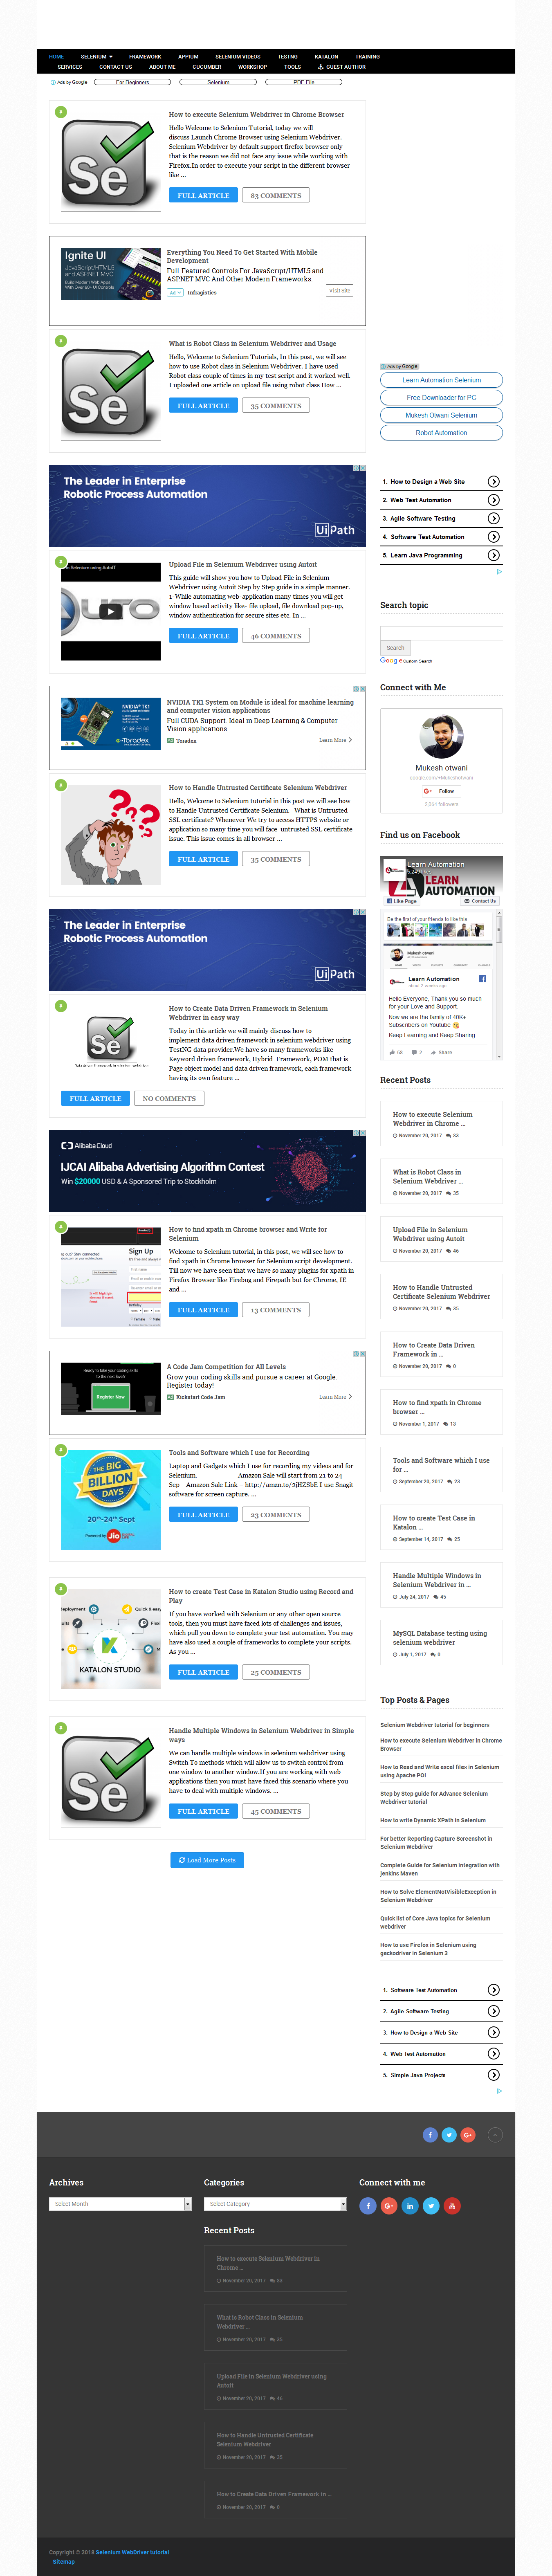 HOME SELENIUM FRAMEWORK APPIUM SELENIUM VIDEOS TESTNG KATALON TRAINING
SERVICES CONTACT US ABOUT ME CUCUMBER WORKSHOP TOOLS GUEST AUTHOR
Ads by Google For Beginners Selenium PDF File
How to execute Selenium Webdriver in Chrome Browser
Hello Welcome to Selenium Tutorial, today we will
discuss Launch Chrome Browser using Selenium Webdriver.
Selenium Webdriver by default support firefox browser only
that is the reason we did not face any issue while working with
Firefox.In order to execute your script in the different browser
like ...
FULL ARTICLE 83 COMMENTS
Ignite UI
JavaScript/HTML5
and ASP.NET MVC
Everything You Need To Get Started With Mobile
Development
Full-Featured Controls For JavaScript/HTML5 and
ASP.NET MVC And Other Modern Frameworks.
Ad Infragistics
Visit Site
What is Robot Class in Selenium Webdriver and Usage
Hello, Welcome to Selenium Tutorials, In this post, we will see
how to use Robot class in Selenium webdriver. I have used
Robot class couple of times in my test script and it worked well.
I uploaded one article on upload file using robot class How ...
FULL ARTICLE 35 COMMENTS
The Leader in Enterprise
Robotic Process Automation
UiPath
Upload File in Selenium Webdriver using Autoit
This guide will show you how to Upload File in Selenium
Webdriver using Autoit Step by Step guide in a simple manner.
1-While automating web-application many times you will get
window based activity like- file upload, file download pop-up,
window authentication for secure sites etc. In ...
FULL ARTICLE 46 COMMENTS
NVIDIA TK1 System on Module is ideal for machine learning
and computer vision applications
Full CUDA Support. Ideal in Deep Learning & Computer
Vision applications.
Toradex
Learn More
How to Handle Untrusted Certificate Selenium Webdriver
Hello, Welcome to Selenium tutorial in this post we will see how
to Handle Untrusted Certificate Selenium. What is Untrusted
SSL certificate? Whenever We try to access HTTPS website or
application so many time you will face untrusted SSL certificate
issue. This issue comes in all browser ...
FULL ARTICLE 35 COMMENTS
The Leader in Enterprise
Robotic Process Automation
UiPath
How to Create Data Driven Framework in Selenium
Webdriver in easy way
Today in this article we will mainly discuss how to
implement data driven framework in selenium webdriver using
TestNG data provider.We have so many frameworks like
Keyword driven framework, Hybrid Framework, POM that is
Page object model and data driven framework, each framework
having its own feature ...
FULL ARTICLE NO COMMENTS
Alibaba Cloud
IJCAI Alibaba Advertising Algorithm Contest
Win $20000 USD & A Sponsored Trip to Stockholm
How to find xpath in Chrome browser and Write for
Selenium
Welcome to Selenium tutorial, in this post, we will see how to
find xpath in Chrome browser for Selenium script development.
Till now we have seen that we have so many plugins for xpath in
Firefox Browser like Firebug and Firepath but for Chrome, IE
and ...
FULL ARTICLE 13 COMMENTS
Register Now
A Code Jam Competition for All Levels
Grow your coding skills and pursue a career at Google.
Register today!
Kickstart Code Jam
Learn More
THE BIG
BILLION
DAYS
20th-24th Sept
Powered by Jio
Tools and Software which I use for Recording
Laptop and Gadgets which I use for recording my videos and for
Selenium. Amazon Sale will start from 21 to 24
Sep Amazon Sale Link – http://amzn.to/2jHZSbE I use Snagit
software for screen capture. ...
FULL ARTICLE 23 COMMENTS
KATALON STUDIO
How to create Test Case in Katalon Studio using Record and
Play
If you have worked with Selenium or any other open source
tools, then you must have faced lots of challenges and issues,
which will pull you down to complete your test automation. You may
have also used a couple of frameworks to complete your scripts.
As you ...
FULL ARTICLE 25 COMMENTS
Handle Multiple Windows in Selenium Webdriver in Simple
ways
We can handle multiple windows in selenium webdriver using
Switch To methods which will allow us to switch control from
one window to another window.If you are working with web
applications then you must have faced this scenario where you
have to deal with multiple windows. ...
FULL ARTICLE 45 COMMENTS
Load More Posts
Ads by Google
Learn Automation Selenium
Free Downloader for PC
Mukesh Otwani Selenium
Robot Automation
1. How to Design a Web Site
2. Web Test Automation
3. Agile Software Testing
4. Software Test Automation
5. Learn Java Programming
Search topic
Search
Google Custom Search
Connect with Me
Mukesh otwani
google.com/+Mukeshotwani
Follow
2,064 followers
Find us on Facebook
Learn Automation
LEARN
AUTOMATION
Like Page Contact Us
Be the first of your friends to like this
Mukesh otwani
Learn Automation
about 2 weeks ago
Hello Everyone, Thank you so much
for your Love and Support.
Now we are the family of 40K+
Subscribers on Youtube
Keep Learning and Keep Sharing
58 2 Share
Recent Posts
How to execute Selenium
Webdriver in Chrome ...
November 20, 2017 83
What is Robot Class in
Selenium Webdriver ...
November 20, 2017 35
Upload File in Selenium
Webdriver using Autoit
November 20, 2017 46
How to Handle Untrusted
Certificate Selenium Webdriver
November 20, 2017 35
How to Create Data Driven
Framework in ...
November 20, 2017 0
How to find xpath in Chrome
browser ...
November 1, 2017 13
Tools and Software which I use
for ...
September 20, 2017 23
How to create Test Case in
Katalon ...
September 14, 2017 25
Handle Multiple Windows in
Selenium Webdriver in ...
July 24, 2017 45
MySQL Database testing using
selenium webdriver
July 1, 2017 0
Top Posts & Pages
Selenium Webdriver tutorial for beginners
How to execute Selenium Webdriver in Chrome
Browser
How to Read and Write excel files in Selenium
using Apache POI
Step by Step guide for Advance Selenium
Webdriver tutorial
How to write Dynamic XPath in Selenium
For better Reporting Capture Screenshot in
Selenium Webdriver
Complete Guide for Selenium integration with
jenkins Maven
How to Solve ElementNotVisibleException in
Selenium Webdriver
Quick list of Core Java topics for Selenium
webdriver
How to use Firefox in Selenium using
geckodriver in Selenium 3
1. Software Test Automation
2. Agile Software Testing
3. How to Design a Web Site
4. Web Test Automation
5. Simple Java Projects
Archives
Select Month
Categories
Select Category
Recent Posts
How to execute Selenium Webdriver in
Chrome ...
November 20, 2017 83
What is Robot Class in Selenium
Webdriver ...
November 20, 2017 35
Upload File in Selenium Webdriver using
Autoit
November 20, 2017 46
How to Handle Untrusted Certificate
Selenium Webdriver
November 20, 2017 35
How to Create Data Driven Framework in ...
November 20, 2017 0
Connect with me
Copyright © 2018 Selenium WebDriver tutorial
Sitemap